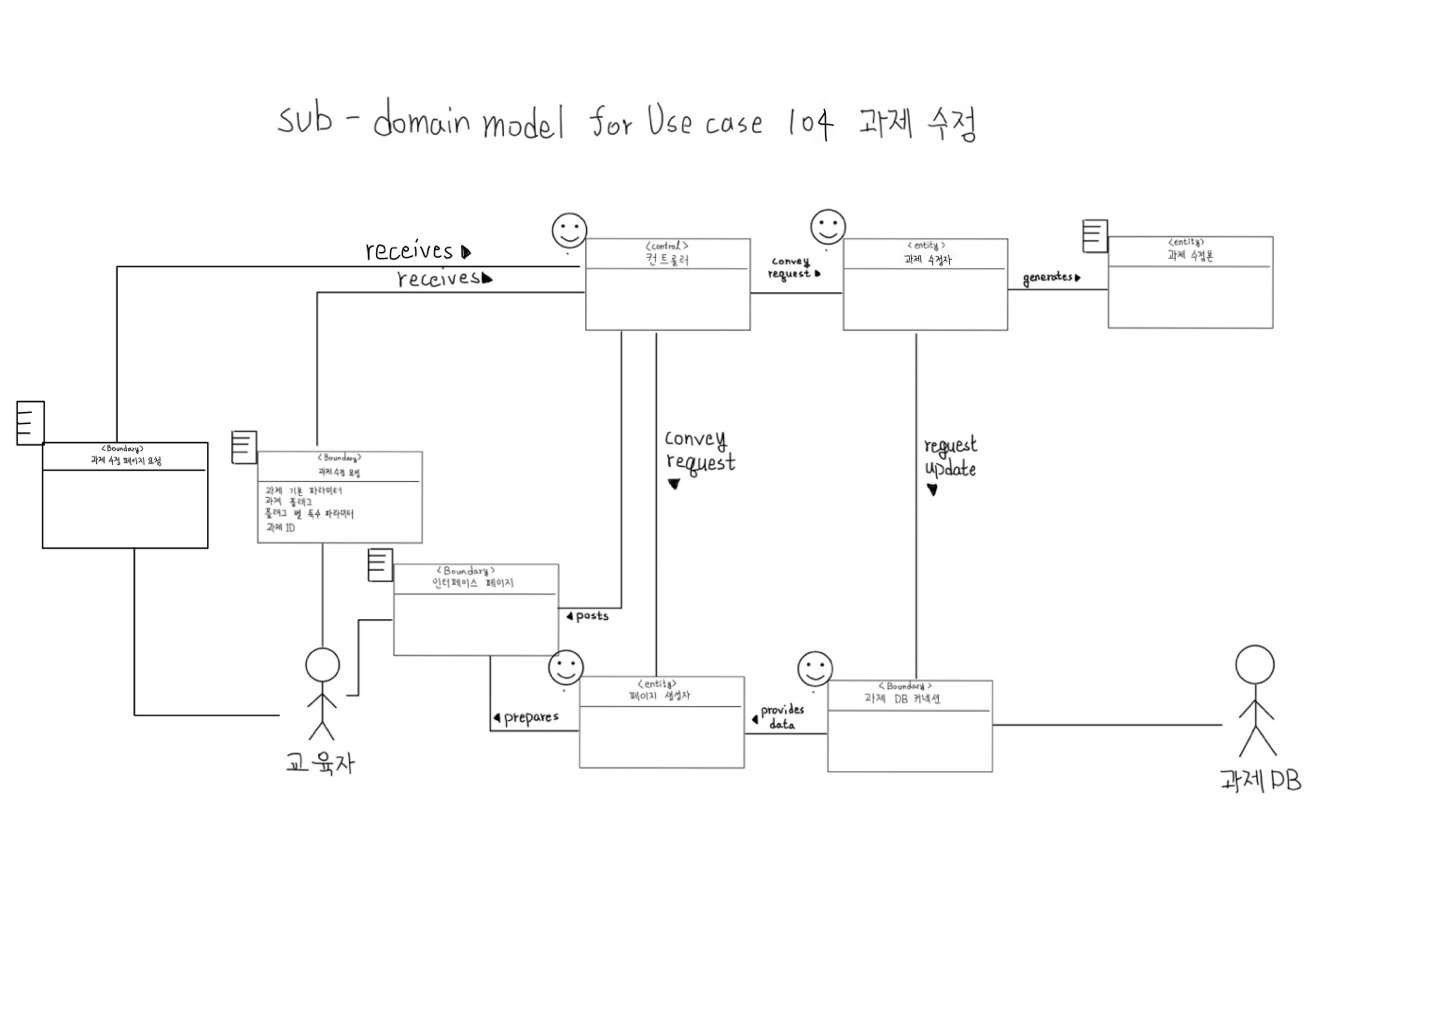 sub - domain model for Use case 104 과제 수정
receives ▶
receives ▶
<control>
컨트롤러
convey
request ▶
<entity>
과제 수정자
generates ▶
<entity>
과제 수정본
<Boundary>
과제 수정 페이지 요청
<Boundary>
과제 수정 요청
과제 기본 파라미터
과제 플래그
플래그 별 특수 파라미터
과제 ID
convey
request
▼
request
update
▼
<Boundary>
인터페이스 페이지
◀ posts
<entity>
페이지 생성자
◀ prepares
<Boundary>
과제 DB 커넥션
◀ provides
data
교육자
과제 DB